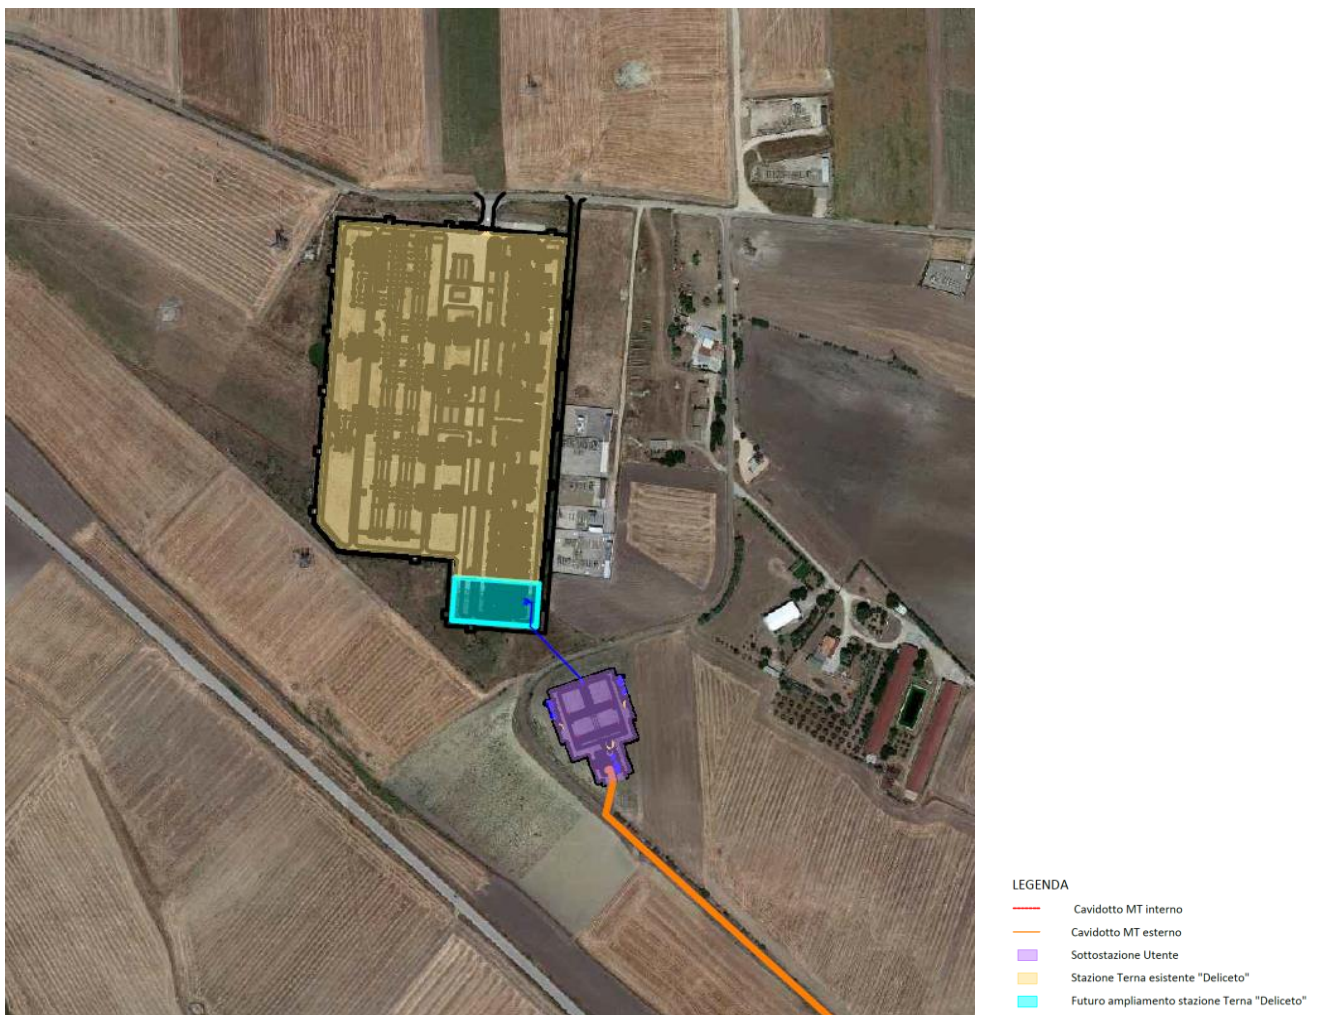 LEGENDA
Cavidotto MT interno
Cavidotto MT esterno
Sottostazione Utente
Stazione Terna esistente "Deliceto"
Futuro ampliamento stazione Terna "Deliceto"